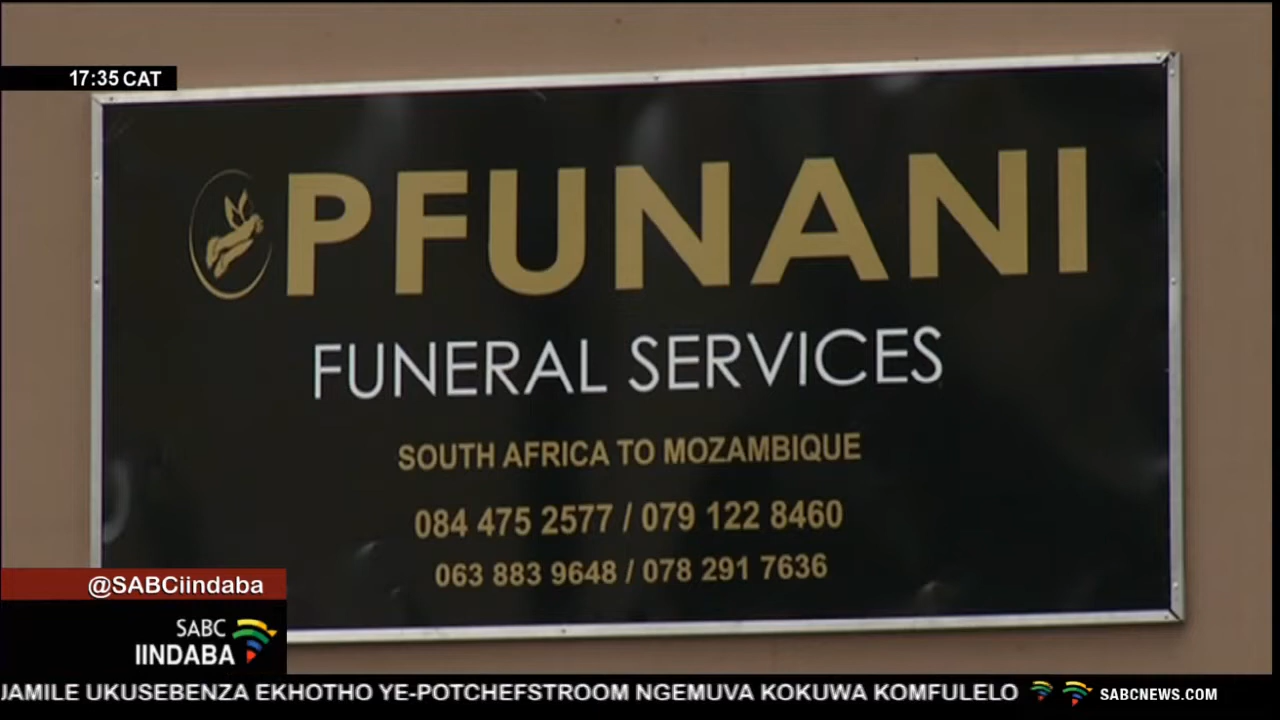 17:35 CAT
PFUNANI
FUNERAL SERVICES
SOUTH AFRICA TO MOZAMBIQUE
084 475 2577 / 079 122 8460
063 883 9648 / 078 291 7636
@SABCiindaba
SABC
IINDABA
UKUSEBENZA EKHOTHO YE-POTCHEFSTROOM NGEMUVA KOKUWA KOMFULELO SABCNEWS.COM